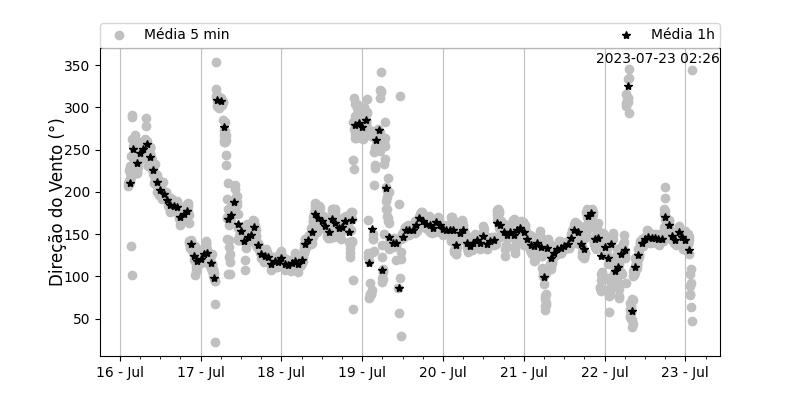 Média 5 min
Média 1h
2023-07-23 02:26
Direção do Vento (°)
350
300
250
200
150
100
50
16 - Jul
17 - Jul
18 - Jul
19 - Jul
20 - Jul
21 - Jul
22 - Jul
23 - Jul